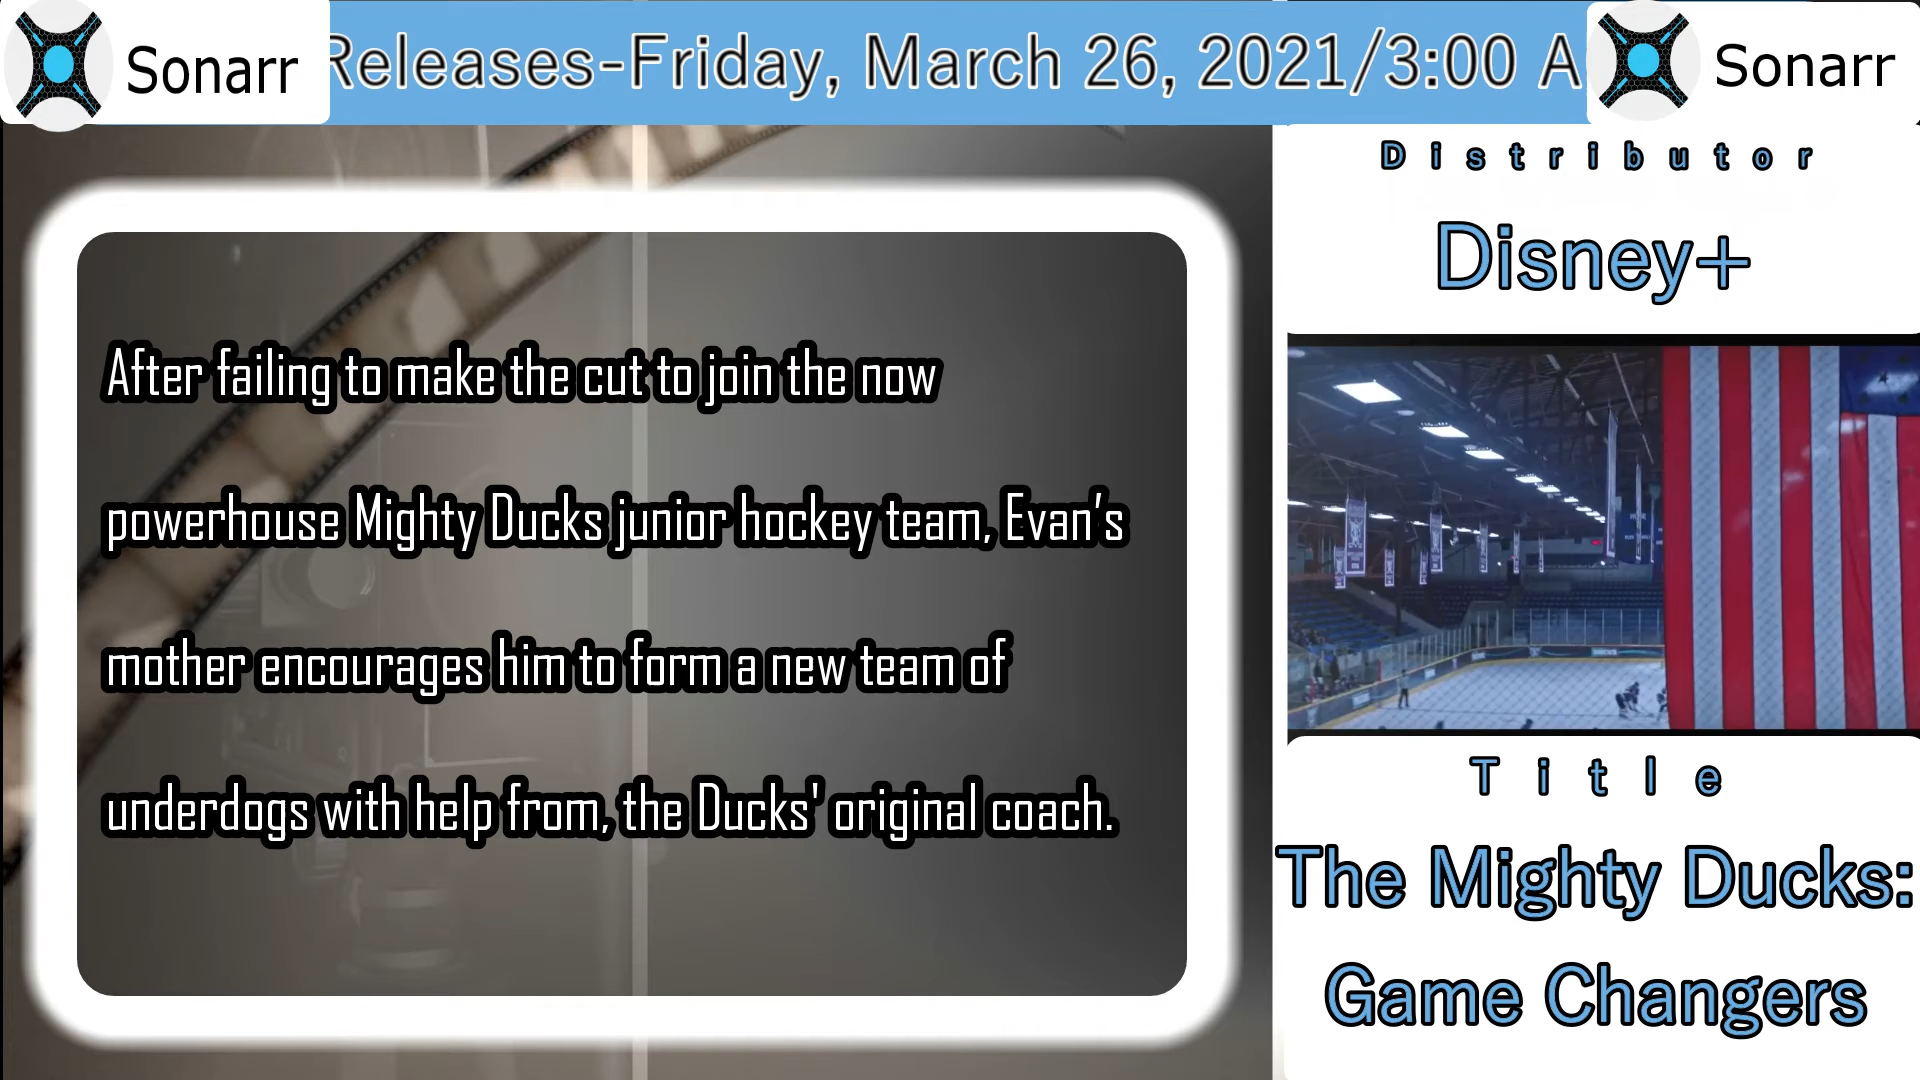 Sonarr
Releases-Friday, March 26, 2021/3:00 A
Sonarr
Distributor
Disney+
After failing to make the cut to join the now
powerhouse Mighty Ducks junior hockey team, Evan’s
mother encourages him to form a new team of
underdogs with help from, the Ducks' original coach.
Title
The Mighty Ducks:
Game Changers